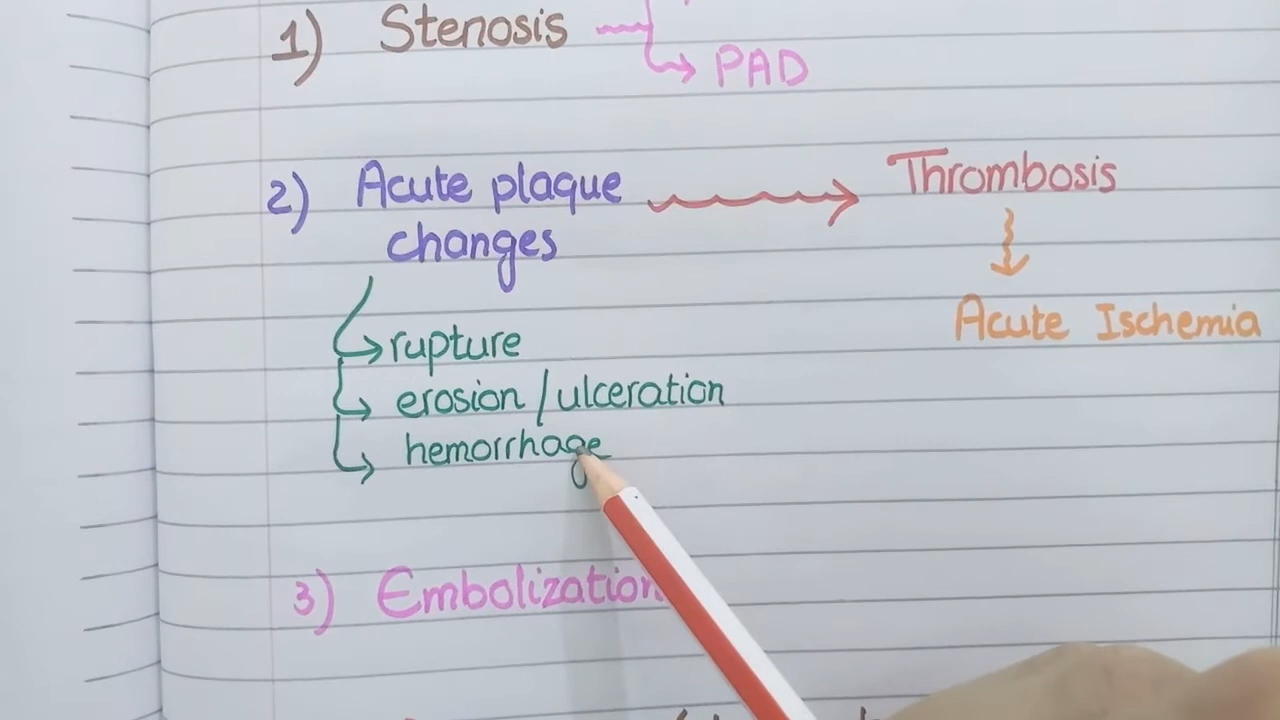 1) Stenosis
PAD
2) Acute plaque changes
Thrombosis
Acute Ischemia
rupture
erosion/ulceration
hemorrhage
3) Embolization